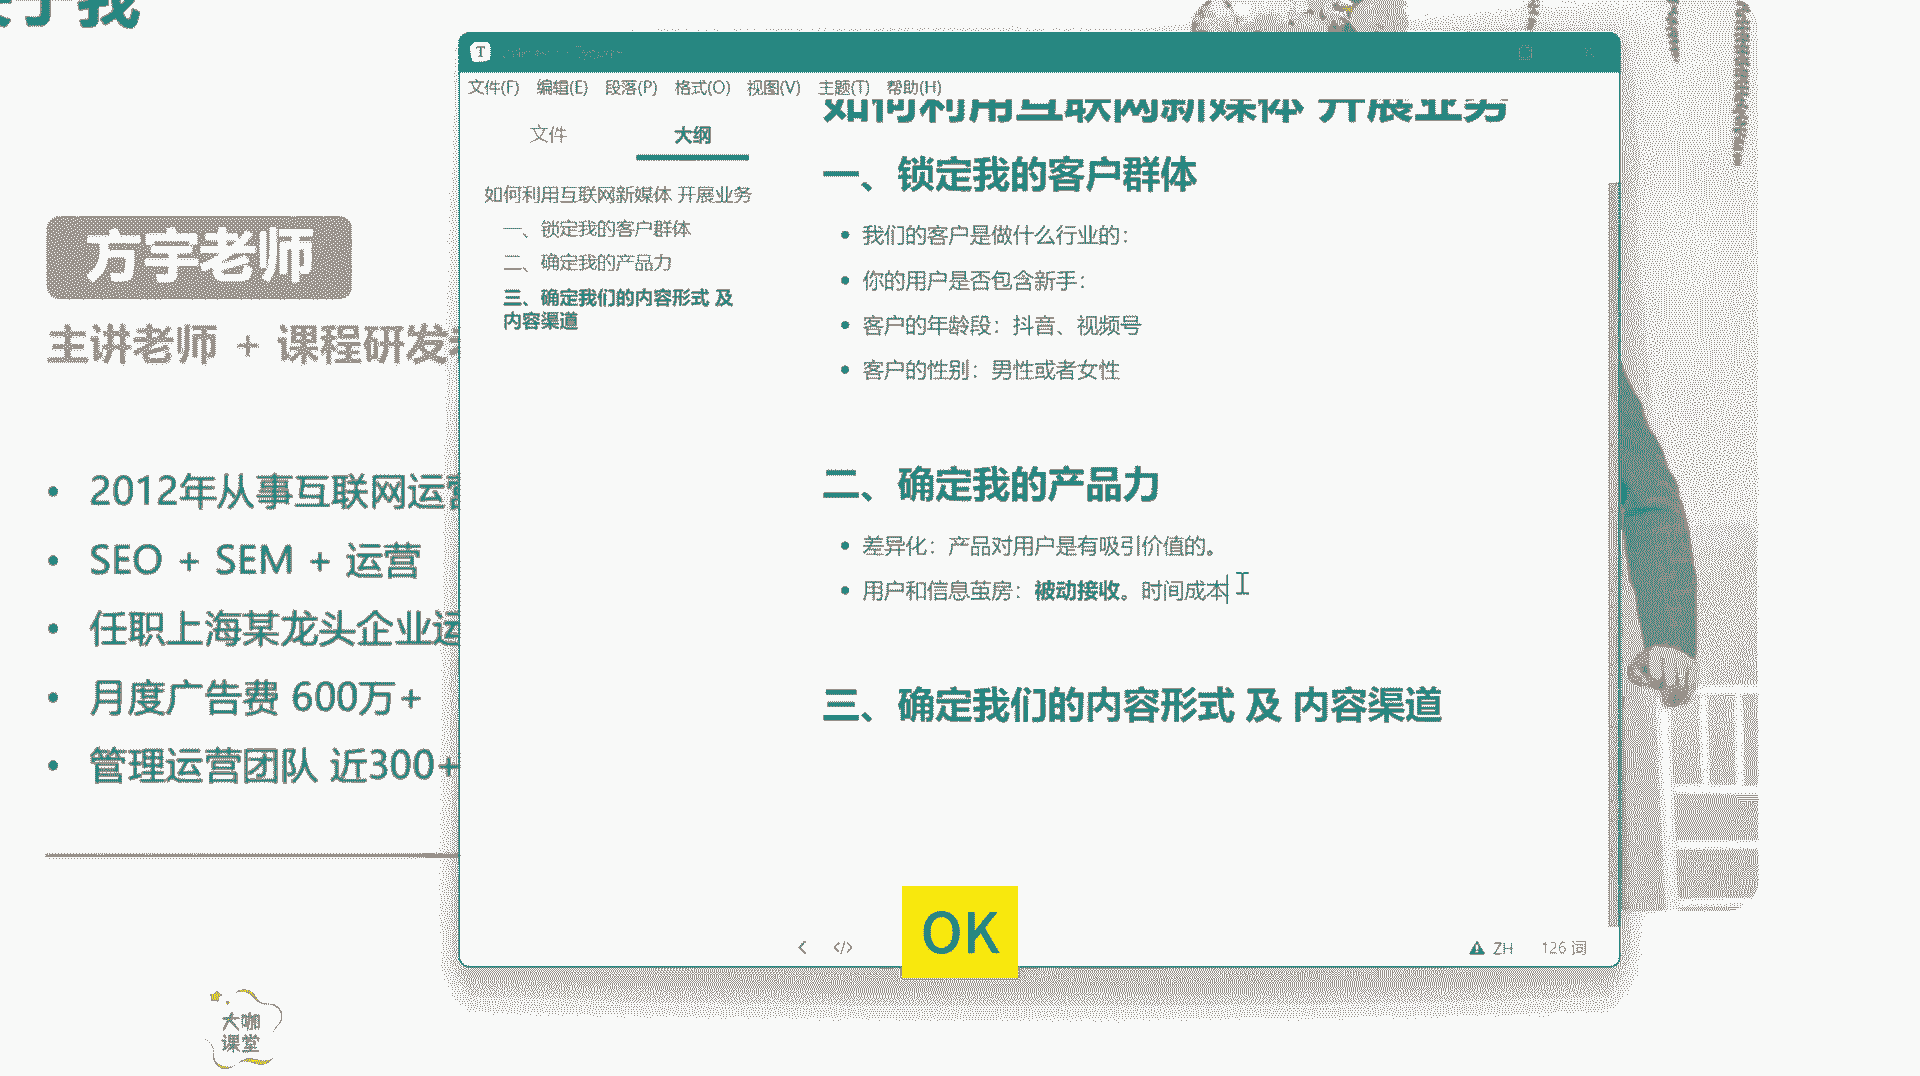 于我
方宇老师
主讲老师 + 课程研发
2012年从事互联网运营
SEO + SEM + 运营
任职上海某龙头企业运
月度广告费 600万+
管理运营团队 近300+
大咖
课堂
文件(F) 编辑(E) 段落(P) 格式(O) 视图(V) 主题(T) 帮助(H)
文件 大纲
如何利用互联网新媒体 开展业务
一、锁定我的客户群体
二、确定我的产品力
三、确定我们的内容形式 及
内容渠道
如何利用互联网新媒体 开展业务
一、锁定我的客户群体
我们的客户是做什么行业的：
你的用户是否包含新手：
客户的年龄段：抖音、视频号
客户的性别：男性或者女性
二、确定我的产品力
差异化：产品对用户是有吸引价值的。
用户和信息茧房：被动接收。时间成本
三、确定我们的内容形式 及 内容渠道
OK
ZH 126 词